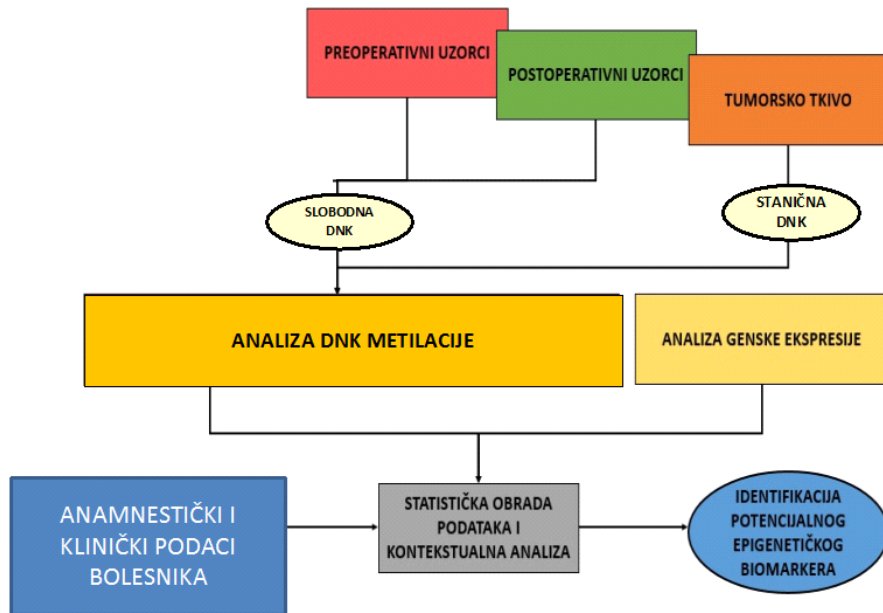 PREOPERATIVNI UZORCI
POSTOPERATIVNI UZORCI
TUMORSKO TKIVO
SLOBODNA
DNK
STANIČNA
DNK
ANALIZA DNK METILACIJE
ANALIZA GENSKE EKSPRESIJE
ANAMNESTIČKI I
KLINIČKI PODACI
BOLESNIKA
STATISTIČKA OBRADA
PODATAKA I
KONTEKSTUALNA ANALIZA
IDENTIFIKACIJA
POTENCIJALNOG
EPIGENETIČKOG
BIOMARKERA